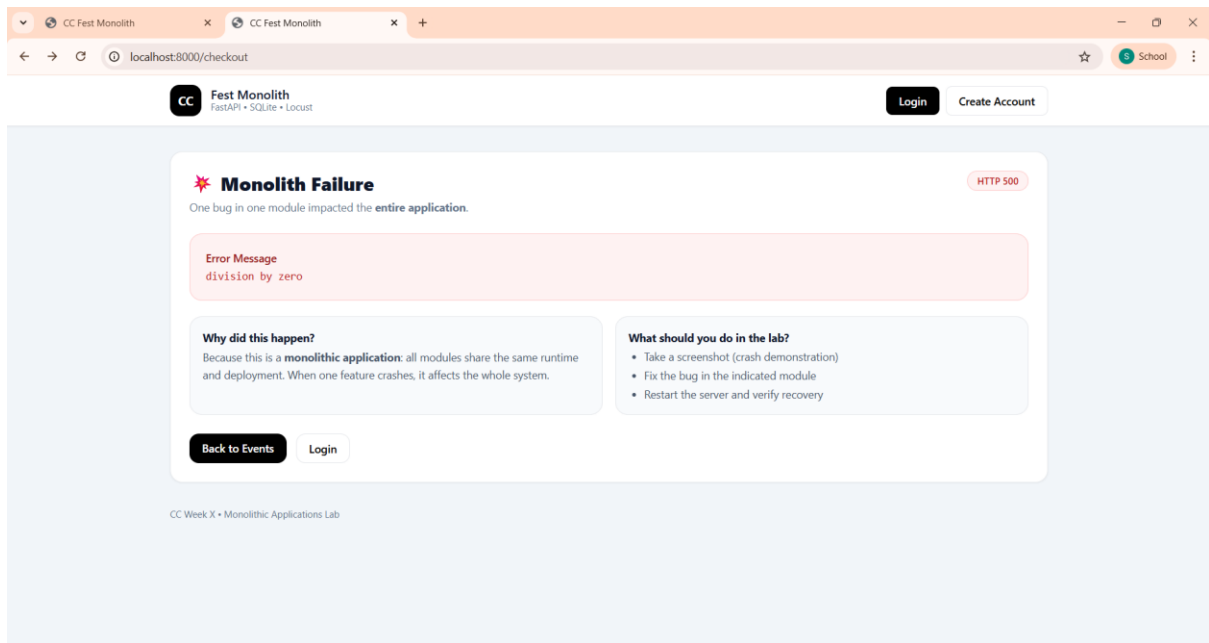 CC Fest Monolith
CC Fest Monolith
localhost:8000/checkout
S School
CC Fest Monolith
FastAPI • SQLite • Locust
Login Create Account
Monolith Failure
HTTP 500
One bug in one module impacted the entire application.
Error Message
division by zero
Why did this happen?
Because this is a monolithic application: all modules share the same runtime
and deployment. When one feature crashes, it affects the whole system.
What should you do in the lab?
• Take a screenshot (crash demonstration)
• Fix the bug in the indicated module
• Restart the server and verify recovery
Back to Events Login
CC Week X • Monolithic Applications Lab